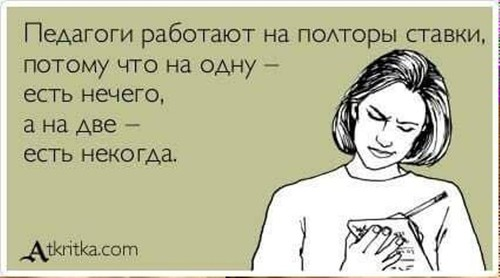 Педагоги работают на полторы ставки,
потому что на одну –
есть нечего,
а на две –
есть некогда.
Atkritka.com